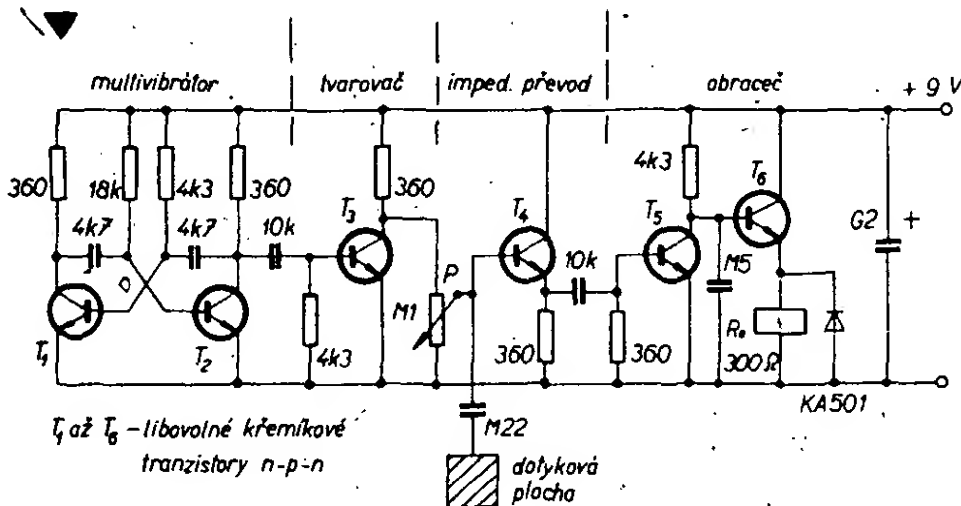 multivibrátor
tvarovač
impel. převod
obraceč
+ 9 V
360
18k
4k3
360
360
4k3
4k7
4k7
10k
T3
T4
T5
T6
G2
+
P
10k
M5
M1
T1
T2
4k3
360
360
Re
300Ω
KA501
M22
T1 až T6 - libovolné křemíkové
tranzistory n-p-n
dotyková
plocha